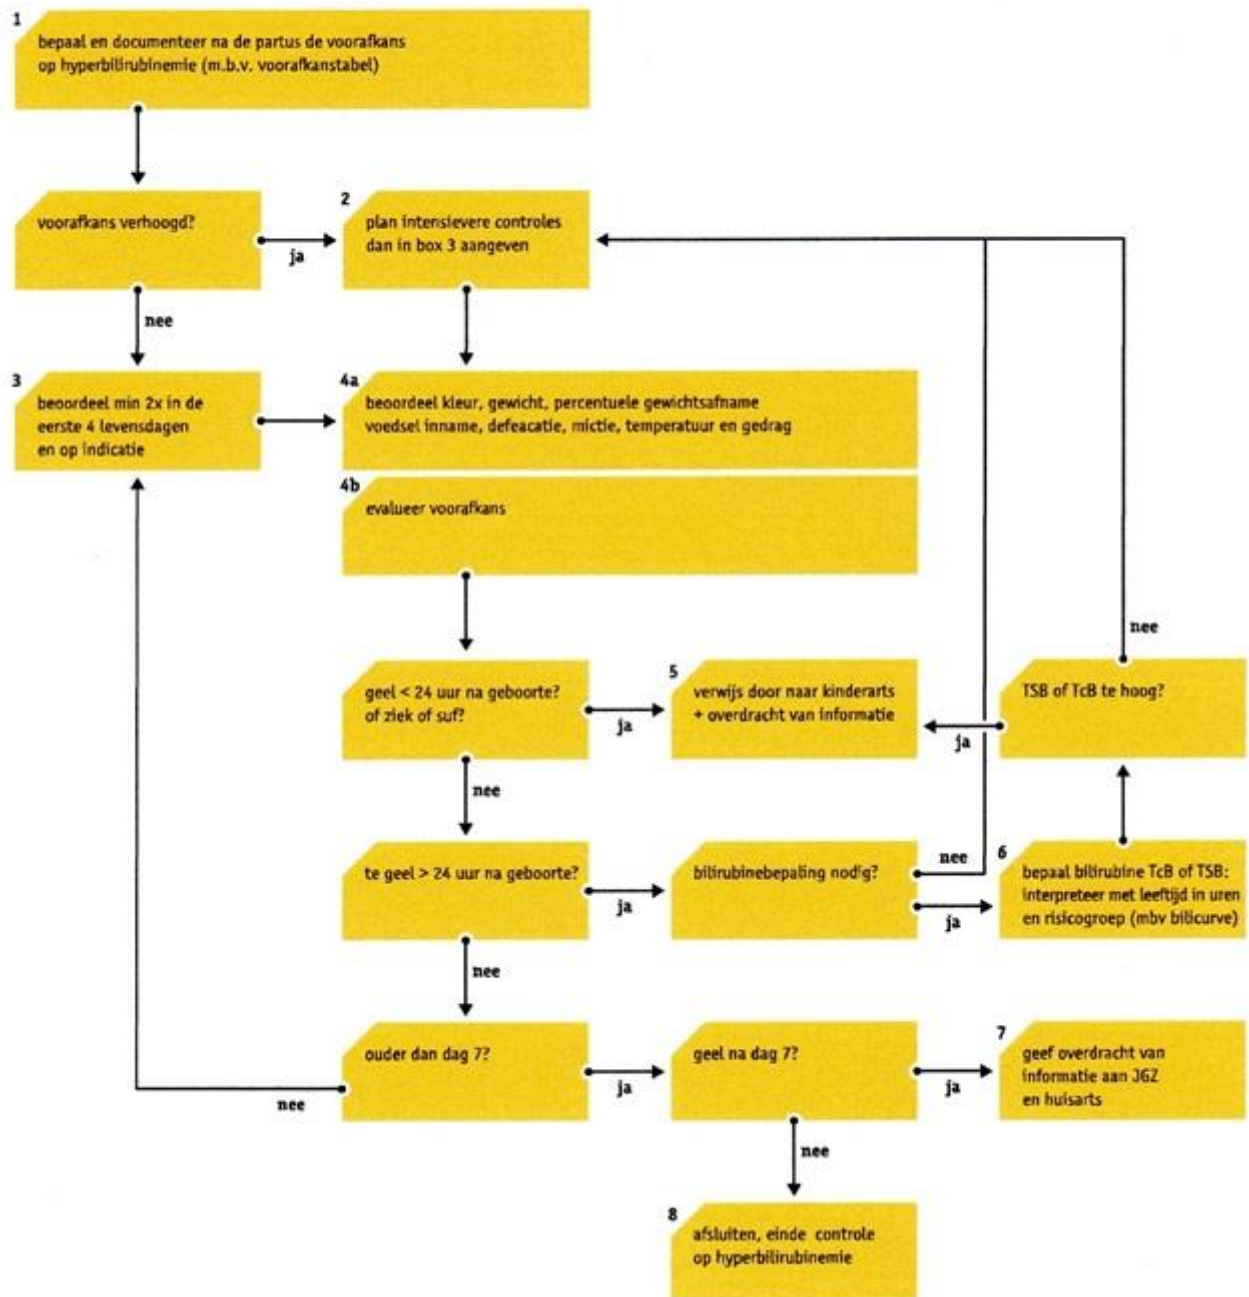 1
bepaal en documenteer na de partus de voorafkans
op hyperbilirubinemie (m.b.v. voorafkanstabel)
voorafkans verhoogd?
ja
2
plan intensievere controles
dan in box 3 aangeven
nee
3
beoordeel min 2x in de
eerste 4 levensdagen
en op indicatie
4a
beoordeel kleur, gewicht, percentuele gewichtsafname
voedsel inname, defeacatie, mictie, temperatuur en gedrag
4b
evalueer voorafkans
nee
geel < 24 uur na geboorte?
of ziek of suf?
ja
5
verwijs door naar kinderarts
+ overdracht van informatie
ja
TSB of TcB te hoog?
nee
te geel > 24 uur na geboorte?
ja
bilirubinebepaling nodig?
nee
ja
6
bepaal bilirubine TcB of TSB:
interpreteer met leeftijd in uren
en risicogroep (mbv bilicurve)
nee
ouder dan dag 7?
nee
ja
geel na dag 7?
ja
7
geef overdracht van
informatie aan JGZ
en huisarts
nee
8
afsluiten, einde controle
op hyperbilirubinemie